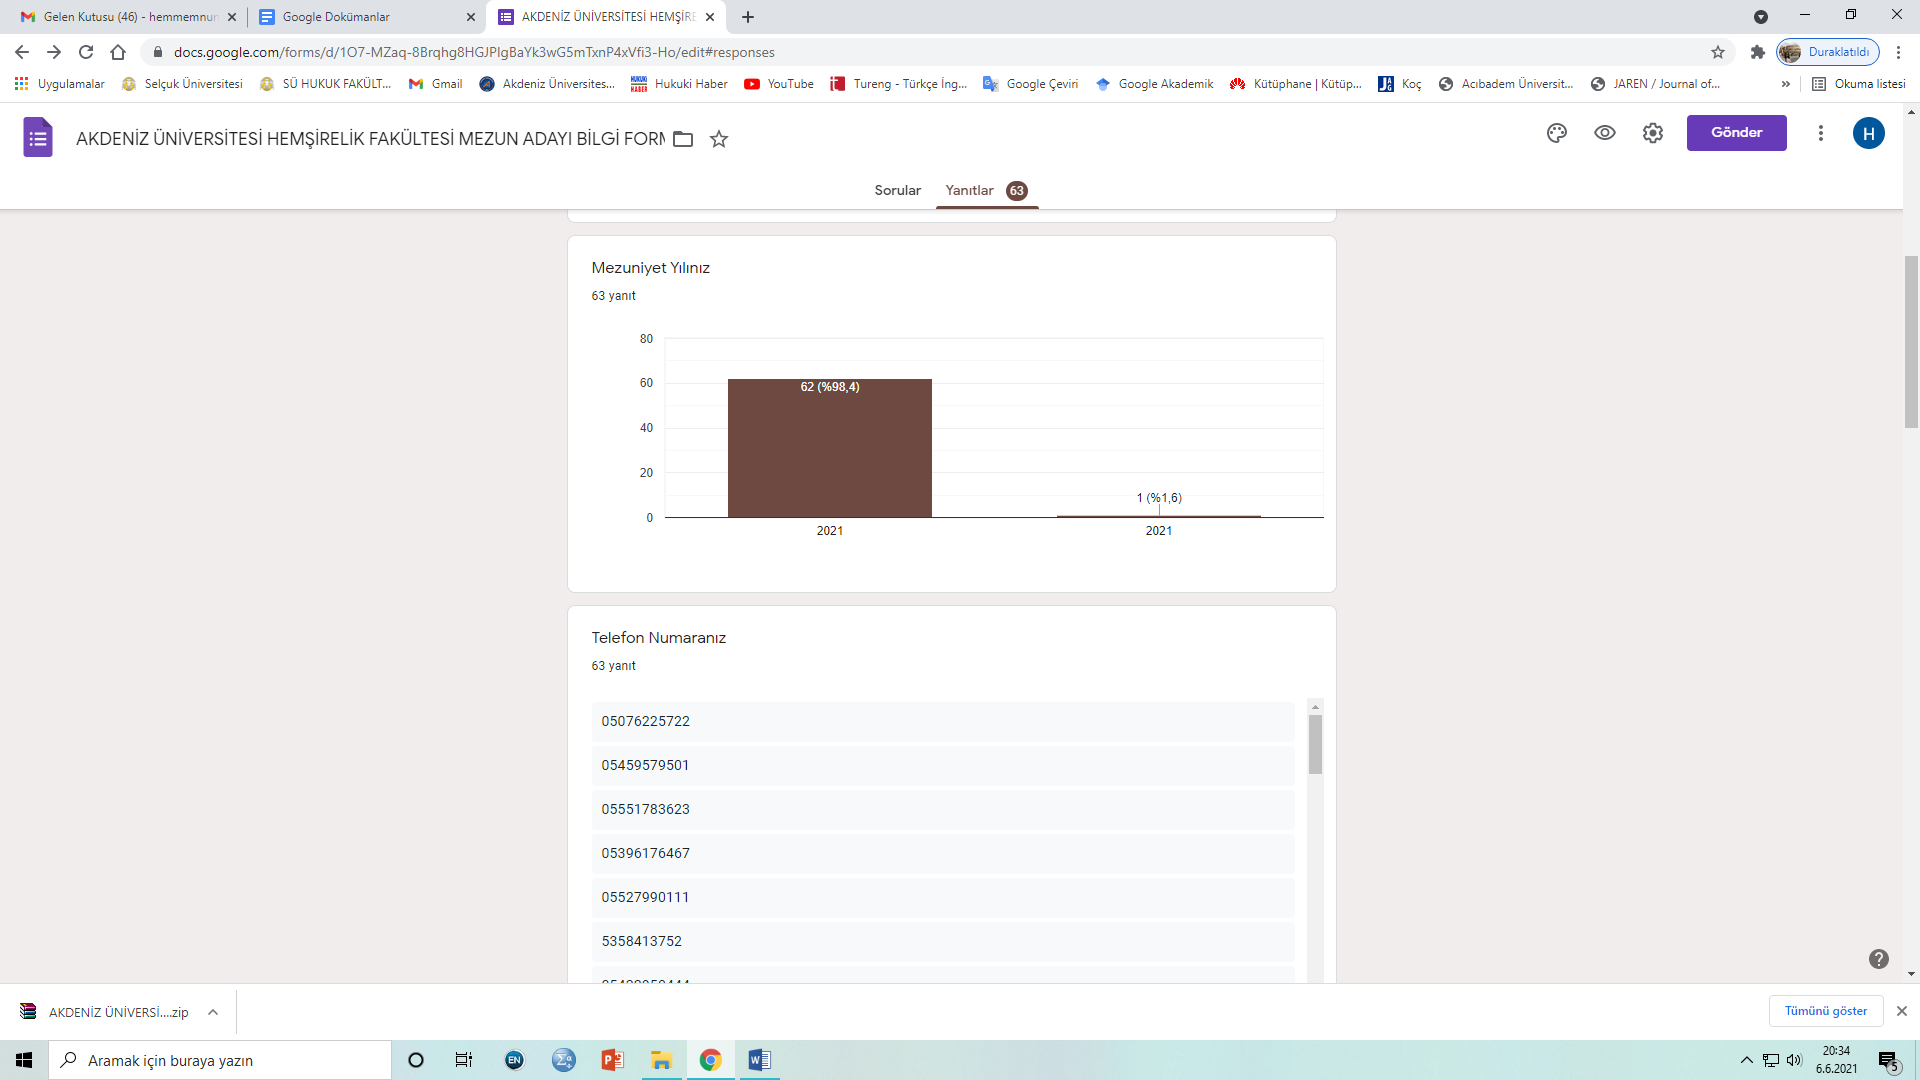 Gelen Kutusu (46) - hemmemnun
Google Dokümanlar
AKDENİZ ÜNİVERSİTESİ HEMŞİRE
docs.google.com/forms/d/1O7-MZaq-8Brqhg8HGJPIgBaYk3wG5mTxnP4xVfi3-Ho/edit#responses
Duraklatıldı
Uygulamalar
Selçuk Üniversitesi
SÜ HUKUK FAKÜLT...
Gmail
Akdeniz Üniversites...
HUKUKİ HABER
Hukuki Haber
YouTube
Tureng - Türkçe İng...
Google Çeviri
Google Akademik
Kütüphane | Kütüp...
Koç
Acıbadem Üniversit...
JAREN / Journal of...
»
Okuma listesi
AKDENİZ ÜNİVERSİTESİ HEMŞİRELİK FAKÜLTESİ MEZUN ADAYI BİLGİ FORM
Gönder
H
Sorular
Yanıtlar 63
Mezuniyet Yılınız
63 yanıt
80
60
40
20
0
62 (%98,4)
1 (%1,6)
2021
2021
Telefon Numaranız
63 yanıt
05076225722
05459579501
05551783623
05396176467
05527990111
5358413752
AKDENİZ ÜNİVERSİ....zip
Tümünü göster
Aramak için buraya yazın
EN
20:34
6.6.2021
5